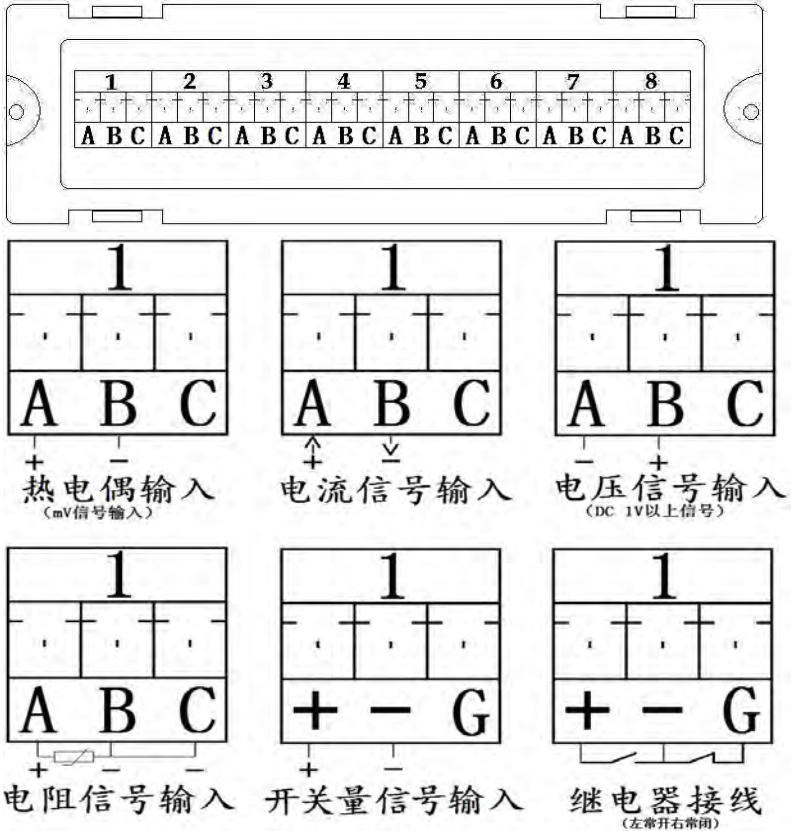 1 2 3 4 5 6 7 8
A B C A B C A B C A B C A B C A B C A B C A B C
1 1 1
A B C A B C A B C
+ − + − − +
热电偶输入 电流信号输入 电压信号输入
(mV信号输入) (DC 1V以上信号)
1 1 1
A B C + − G + − G
+ − − + −
电阻信号输入 开关量信号输入 继电器接线
(左常开右常闭)